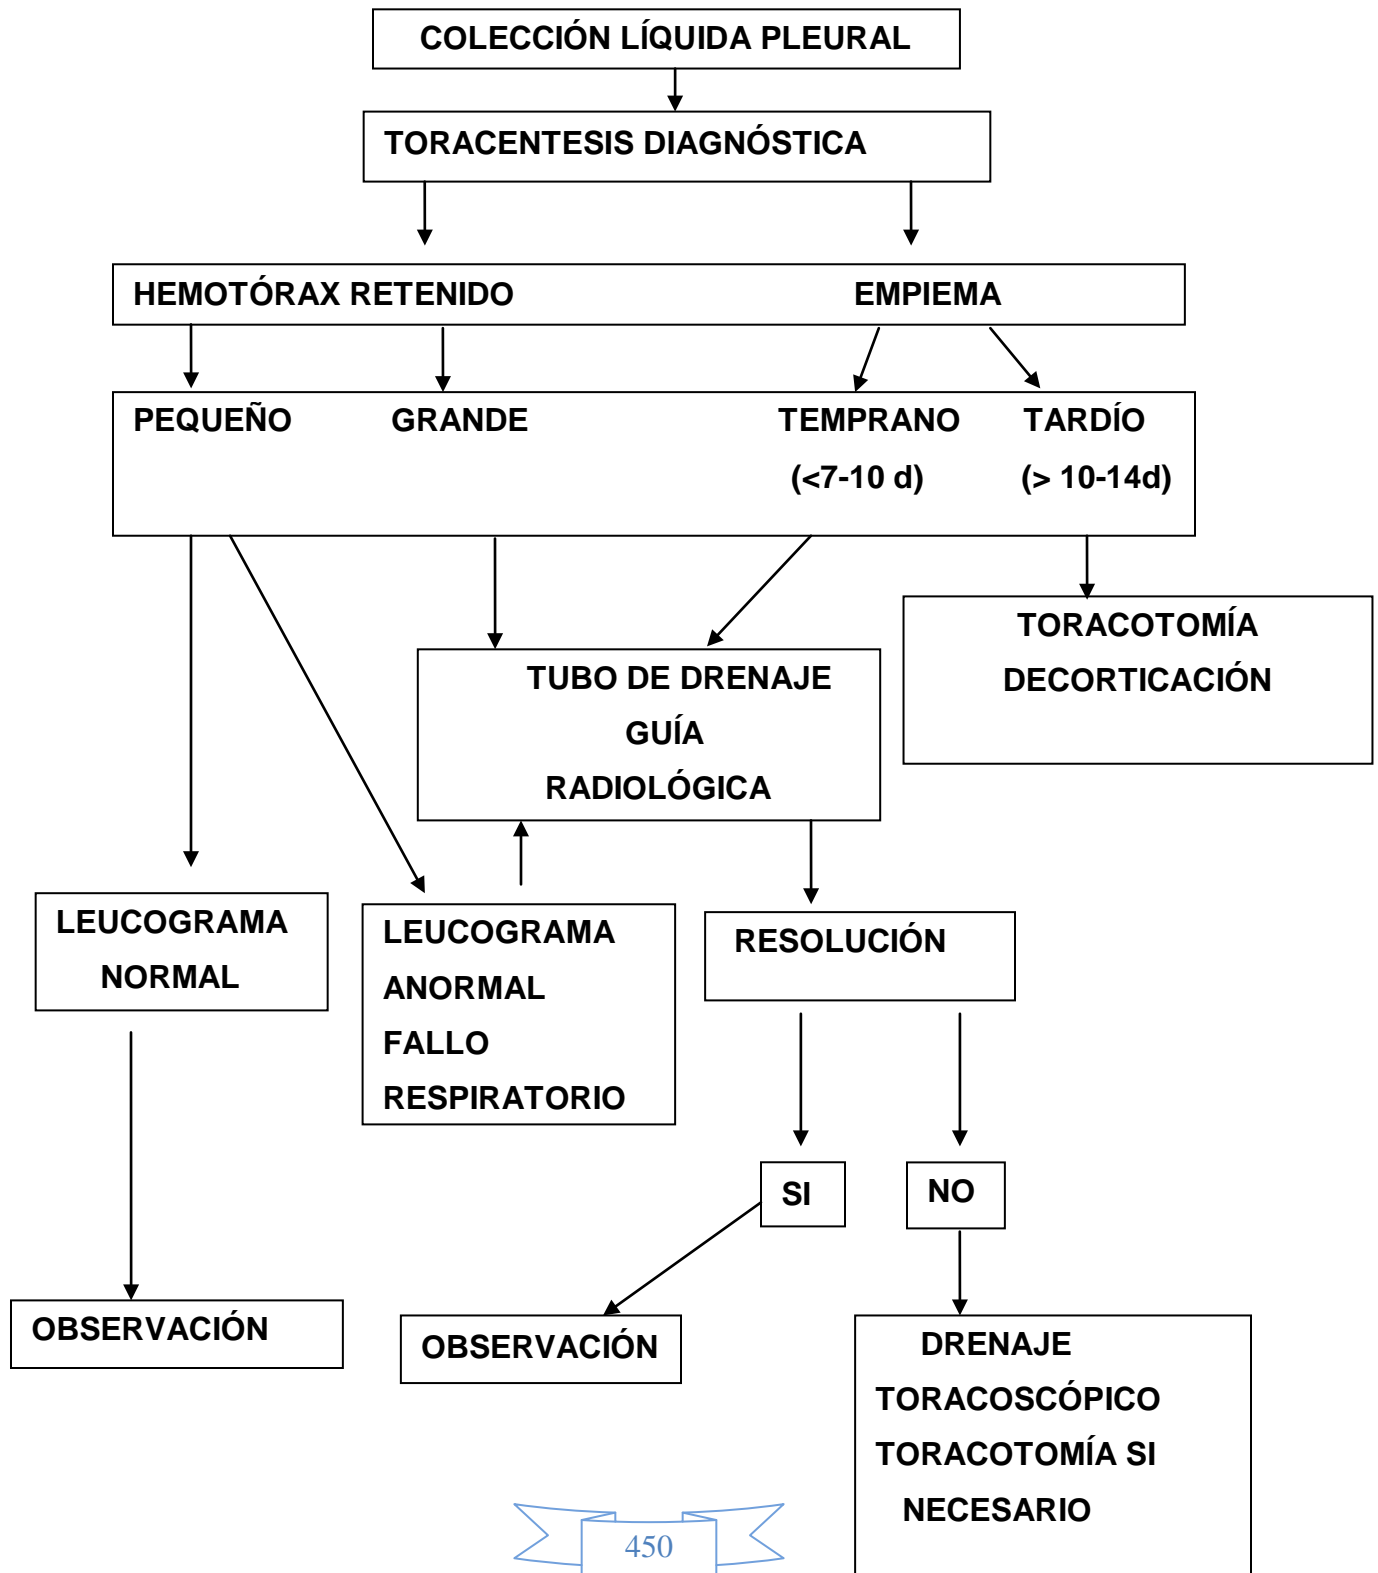 COLECCIÓN LÍQUIDA PLEURAL
TORACENTESIS DIAGNÓSTICA
HEMOTÓRAX RETENIDO EMPIEMA
PEQUEÑO GRANDE TEMPRANO TARDÍO
(<7-10 d) (> 10-14d)
TORACOTOMÍA
DECORTICACIÓN
TUBO DE DRENAJE
GUÍA
RADIOLÓGICA
LEUCOGRAMA
NORMAL
LEUCOGRAMA
ANORMAL
FALLO
RESPIRATORIO
RESOLUCIÓN
SI
NO
OBSERVACIÓN
OBSERVACIÓN
DRENAJE
TORACOSCÓPICO
TORACOTOMÍA SI
NECESARIO
450